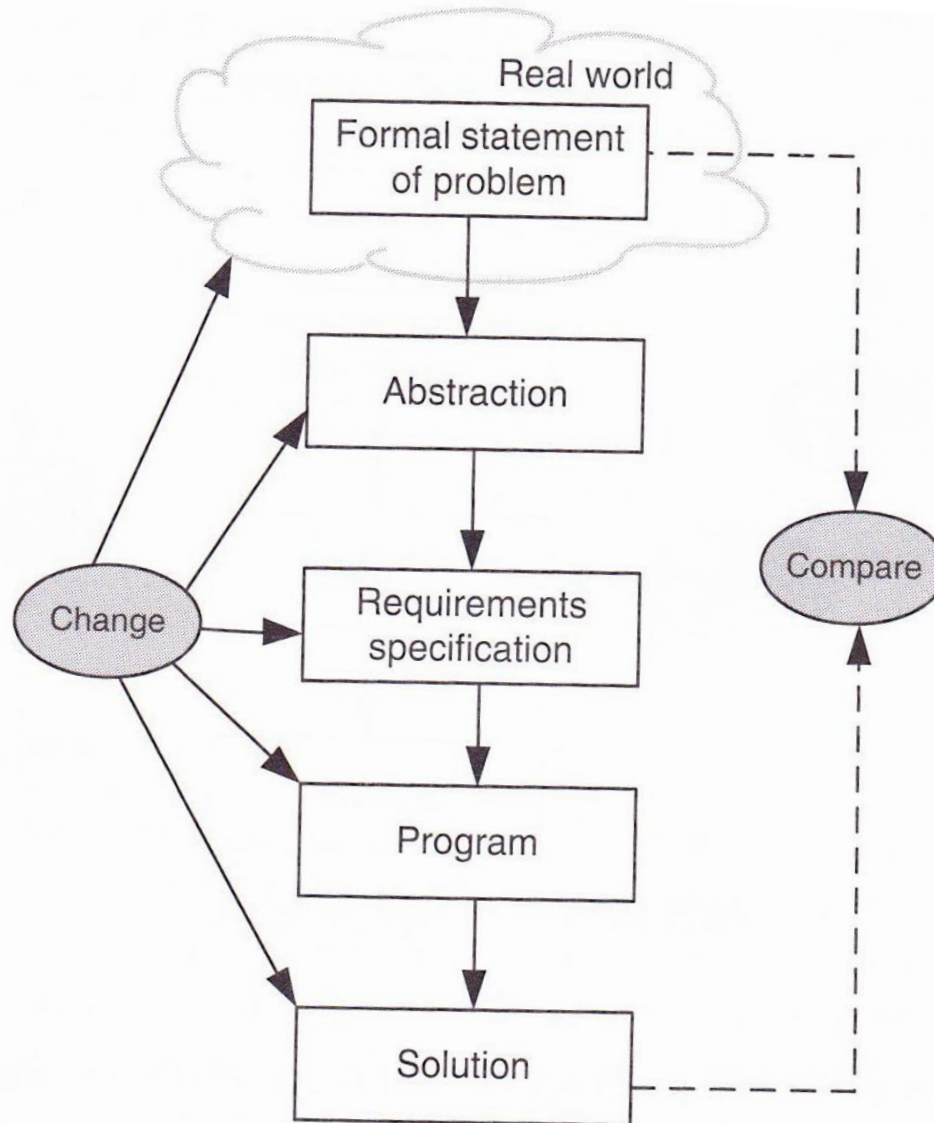 Real world
Formal statement
of problem
Abstraction
Change
Requirements
specification
Compare
Program
Solution